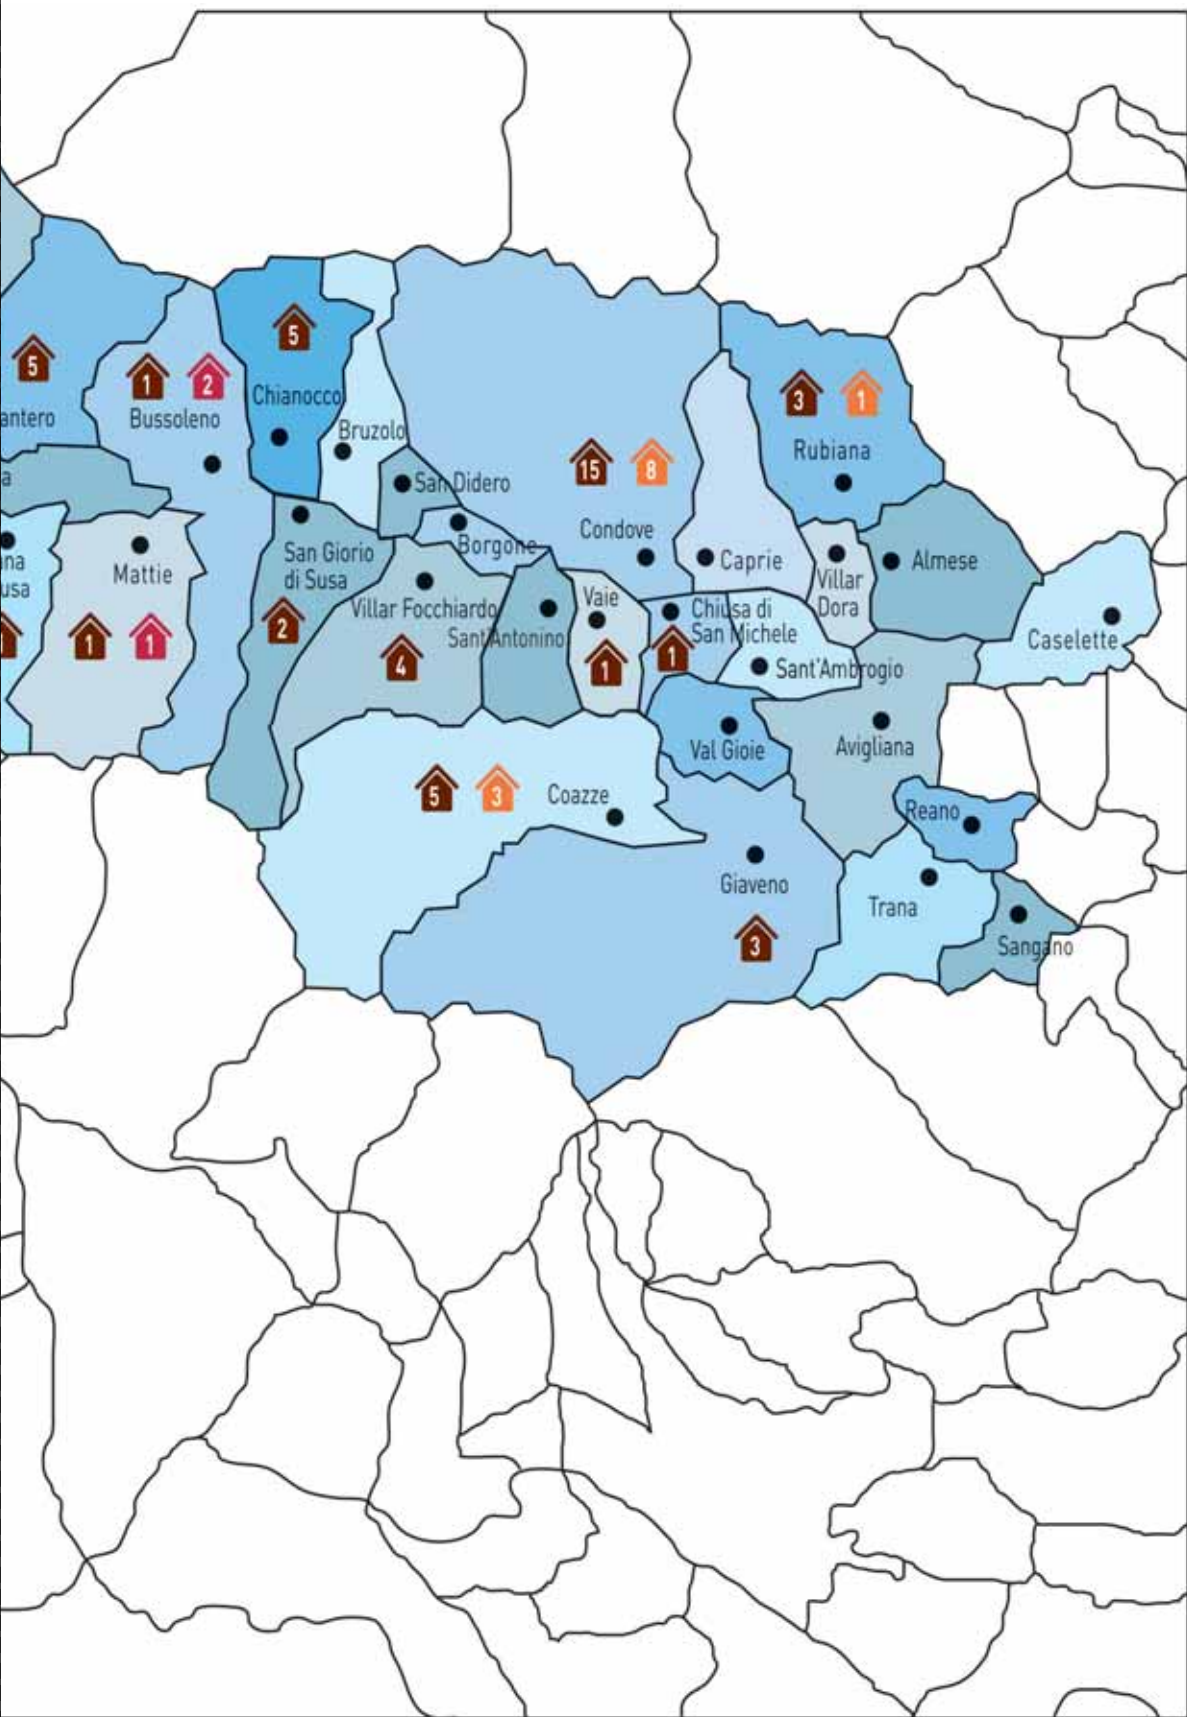 5
5
1
2
antero
Bussoleno
Chianocco
Bruzolo
3
1
Rubiana
15
8
Condove
a
San Didero
Borgone
Caprie
Villar
Dora
Almese
na
usa
Mattie
1
1
San Giorio
di Susa
2
Villar Focchiardo
4
Sant'Antonino
Vaie
1
Chiusa di
San Michele
1
Sant'Ambrogio
Caselette
Val Gioie
Avigliana
5
3
Coazze
Reano
Giaveno
3
Trana
Sangano